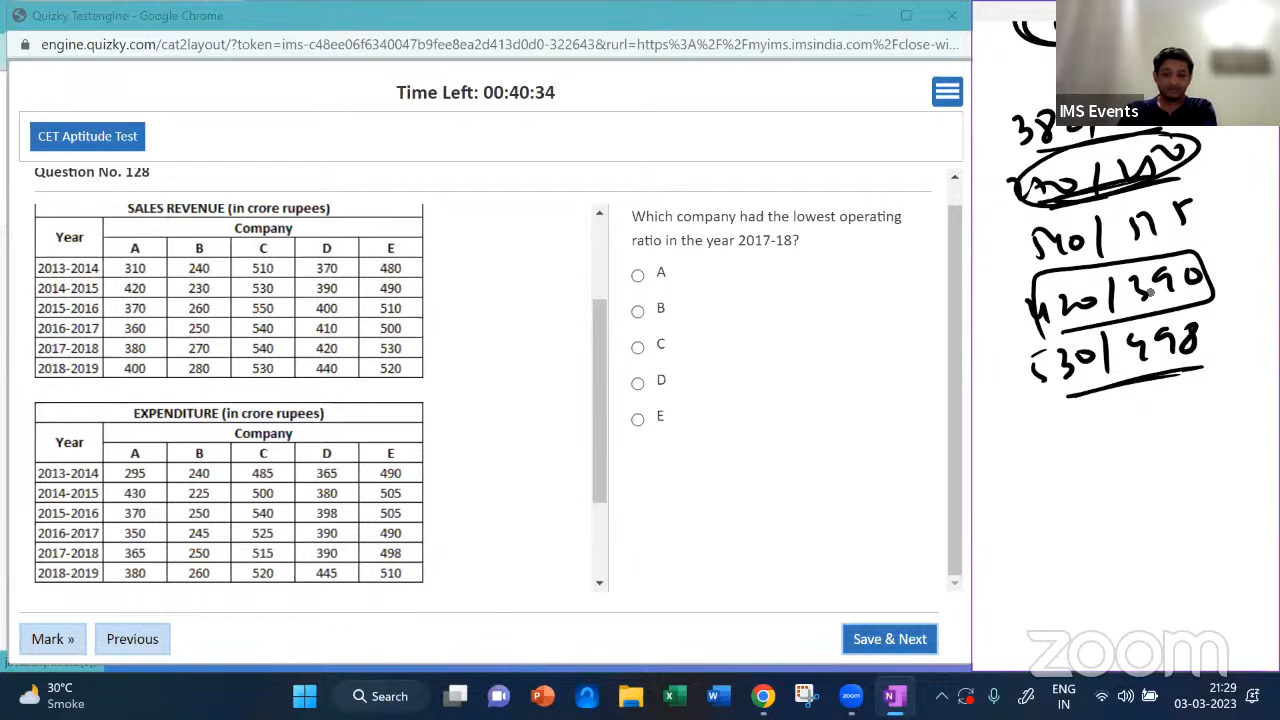 Quizky Testengine - Google Chrome
engine.quizky.com/cat2layout/?token=ims-c48ee06f6340047b9fee8ea2d413d0d0-322643&rurl=https%3A%2F%2Fmyims.imsindia.com%2Fclose-wi...
Time Left: 00:40:34
CET Aptitude Test
Question No. 128
SALES REVENUE (in crore rupees)
Year Company
A B C D E
2013-2014 310 240 510 370 480
2014-2015 420 230 530 390 490
2015-2016 370 260 550 400 510
2016-2017 360 250 540 410 500
2017-2018 380 270 540 420 530
2018-2019 400 280 530 440 520
EXPENDITURE (in crore rupees)
Year Company
A B C D E
2013-2014 295 240 485 365 490
2014-2015 430 225 500 380 505
2015-2016 370 250 540 398 505
2016-2017 350 245 525 390 490
2017-2018 365 250 515 390 498
2018-2019 380 260 520 445 510
Which company had the lowest operating
ratio in the year 2017-18?
A
B
C
D
E
Mark »
Previous
Save & Next
IMS Events
540/
420/390
530/498
zoom
30°C
Smoke
Search
ENG
IN
21:29
03-03-2023